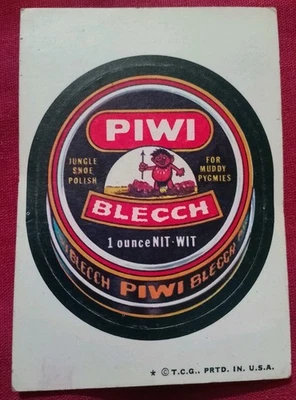 PIWI
JUNGLE SHOE POLISH
FOR MUDDY PYGMIES
BLECCH
1 ounce NIT-WIT
BLECCH PIWI BLECCH
* © T.C.G., PRTD. IN. U.S.A.